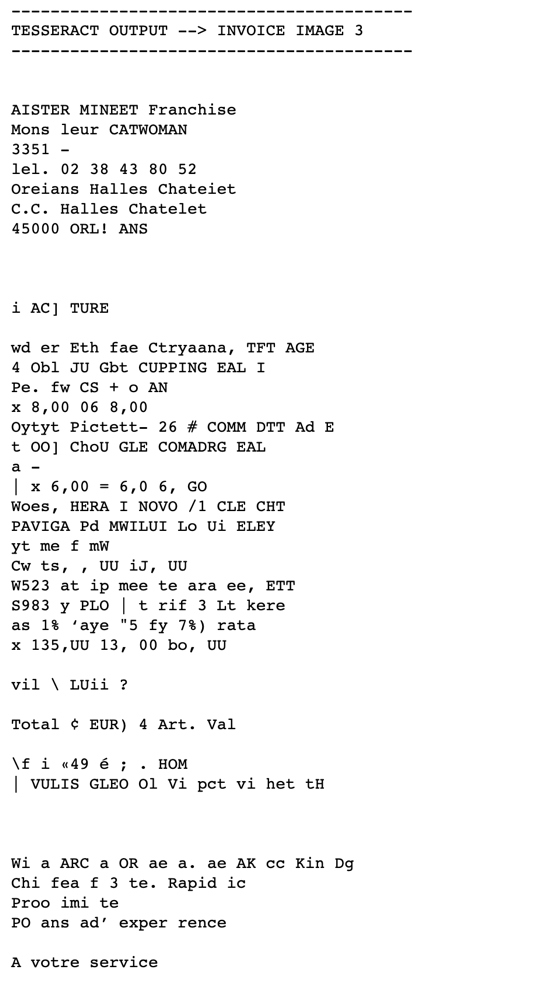 -----------------------------------------
TESSERACT OUTPUT --> INVOICE IMAGE 3
-----------------------------------------
AISTER MINEET Franchise
Mons leur CATWOMAN
3351 -
lel. 02 38 43 80 52
Oreians Halles Chateiet
C.C. Halles Chatelet
45000 ORL! ANS
i AC] TURE
wd er Eth fae Ctryaana, TFT AGE
4 Obl JU Gbt CUPPING EAL I
Pe. fw CS + o AN
x 8,00 06 8,00
Oytyt Pictett- 26 # COMM DTT Ad E
t OO] ChoU GLE COMADRG EAL
a -
| x 6,00 = 6,0 6, GO
Woes, HERA I NOVO /1 CLE CHT
PAVIGA Pd MWILUI Lo Ui ELEY
yt me f mW
Cw ts, , UU iJ, UU
W523 at ip mee te ara ee, ETT
S983 y PLO | t rif 3 Lt kere
as 1% ‘aye "5 fy 7%) rata
x 135,UU 13, 00 bo, UU
vil \ LUii ?
Total ¢ EUR) 4 Art. Val
\f i «49 é ; . HOM
| VULIS GLEO Ol Vi pct vi het tH
Wi a ARC a OR ae a. ae AK cc Kin Dg
Chi fea f 3 te. Rapid ic
Proo imi te
PO ans ad’ exper rence
A votre service